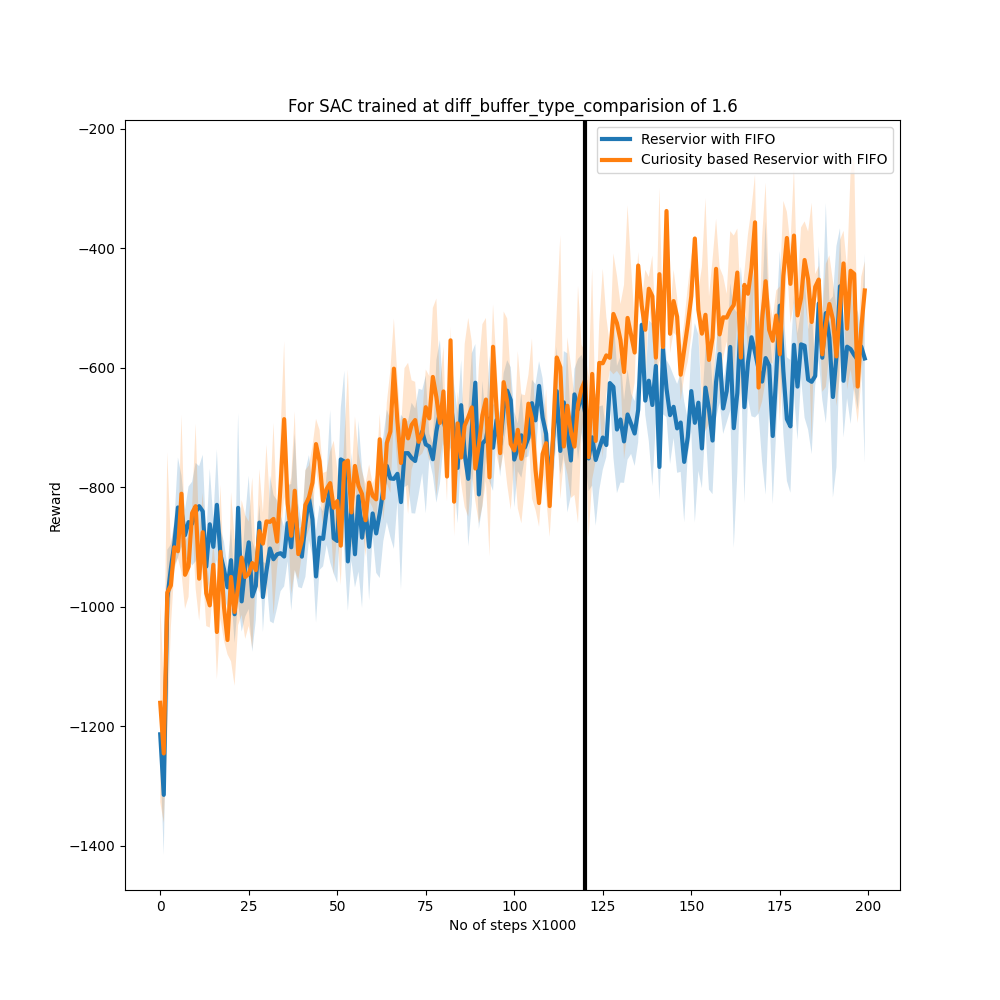 For SAC trained at diff_buffer_type_comparision of 1.6
Reservior with FIFO
Curiosity based Reservior with FIFO
−200
−400
−600
−800
−1000
−1200
−1400
Reward
0 25 50 75 100 125 150 175 200
No of steps X1000